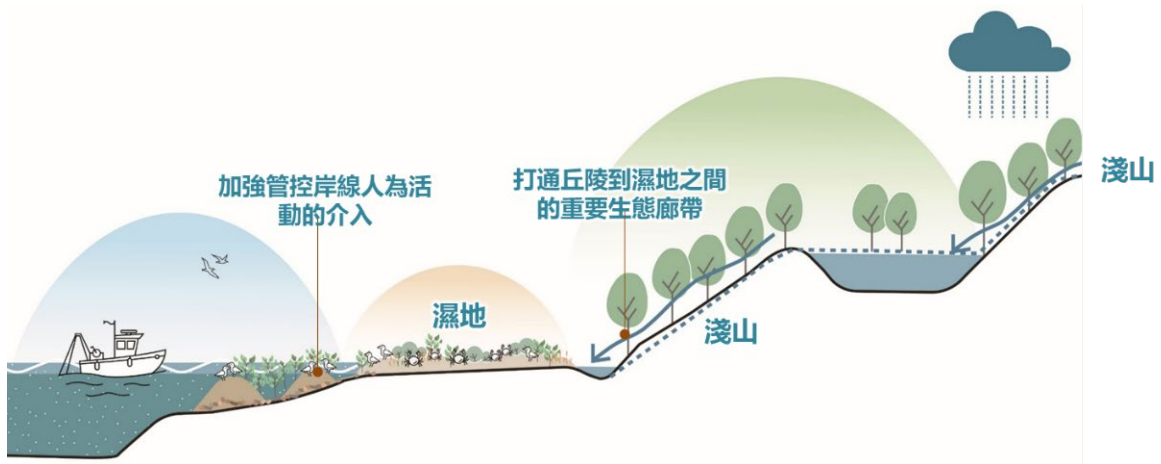 加強管控岸線人為活
動的介入
打通丘陵到濕地之間
的重要生態廊帶
淺山
濕地
淺山